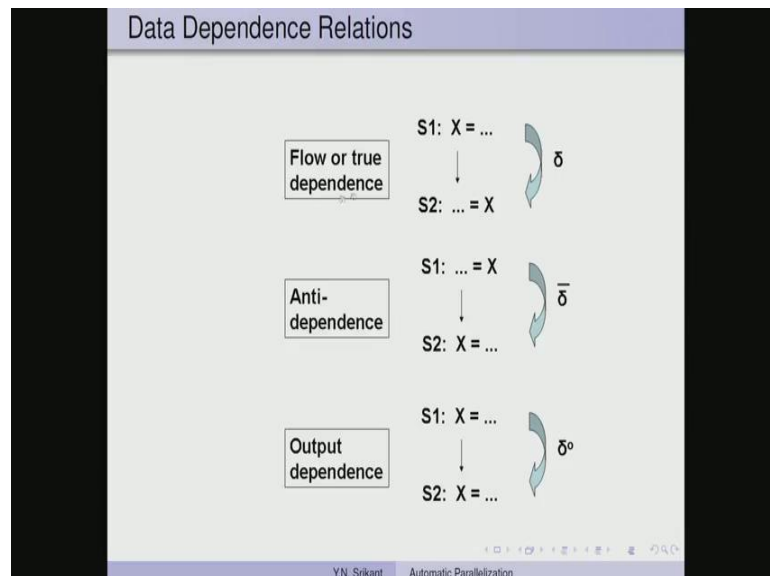 Data Dependence Relations
Flow or true
dependence
S1: X = ...
S2: ... = X
δ
Anti-
dependence
S1: ... = X
S2: X = ...
δ̅
Output
dependence
S1: X = ...
S2: X = ...
δᵒ
Y.N. Srikant Automatic Parallelization